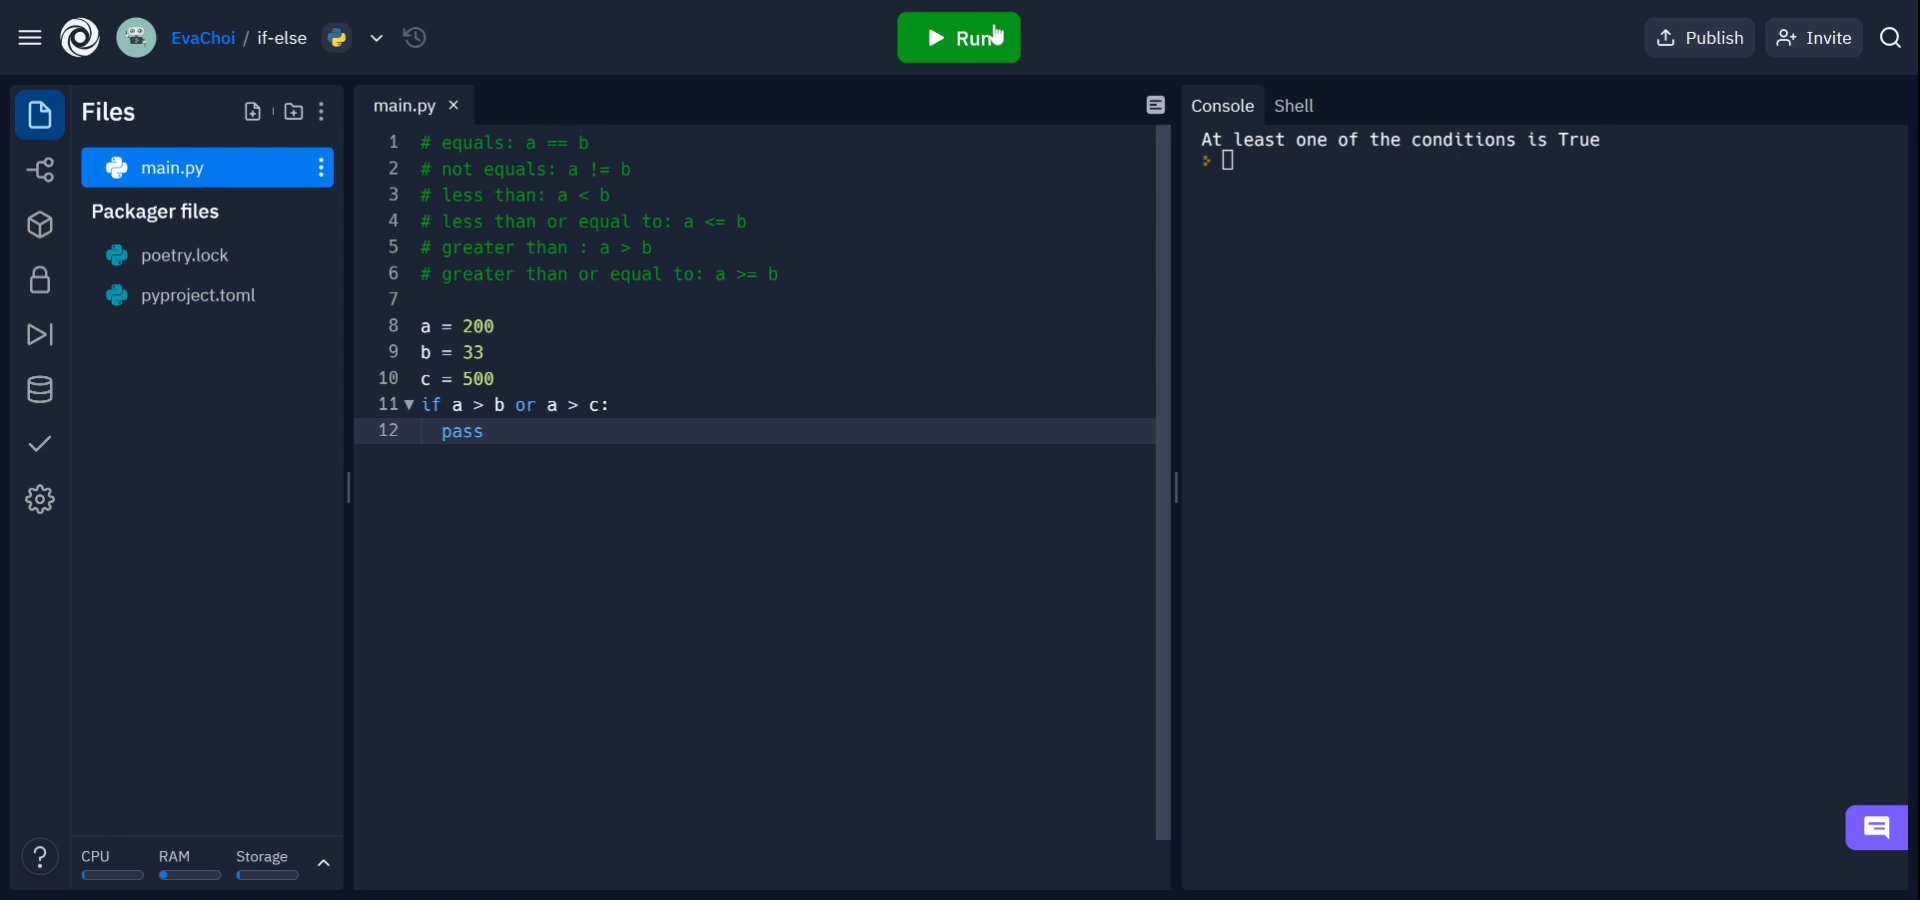 EvaChoi / if-else
Run
Publish
Invite
Files
main.py
Packager files
poetry.lock
pyproject.toml
CPU
RAM
Storage
?
main.py ×
1 # equals: a == b
2 # not equals: a != b
3 # less than: a < b
4 # less than or equal to: a <= b
5 # greater than : a > b
6 # greater than or equal to: a >= b
7
8 a = 200
9 b = 33
10 c = 500
11 if a > b or a > c:
12 pass
Console Shell
At least one of the conditions is True